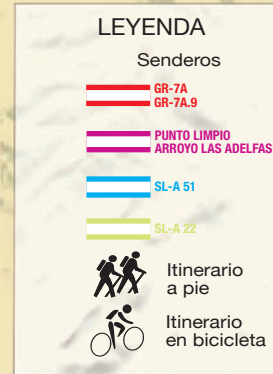 LEYENDA
Senderos
GR-7A
GR-7A.9
PUNTO LIMPIO
ARROYO LAS ADELFAS
SL-A 51
SL-A 22
Itinerario
a pie
Itinerario
en bicicleta